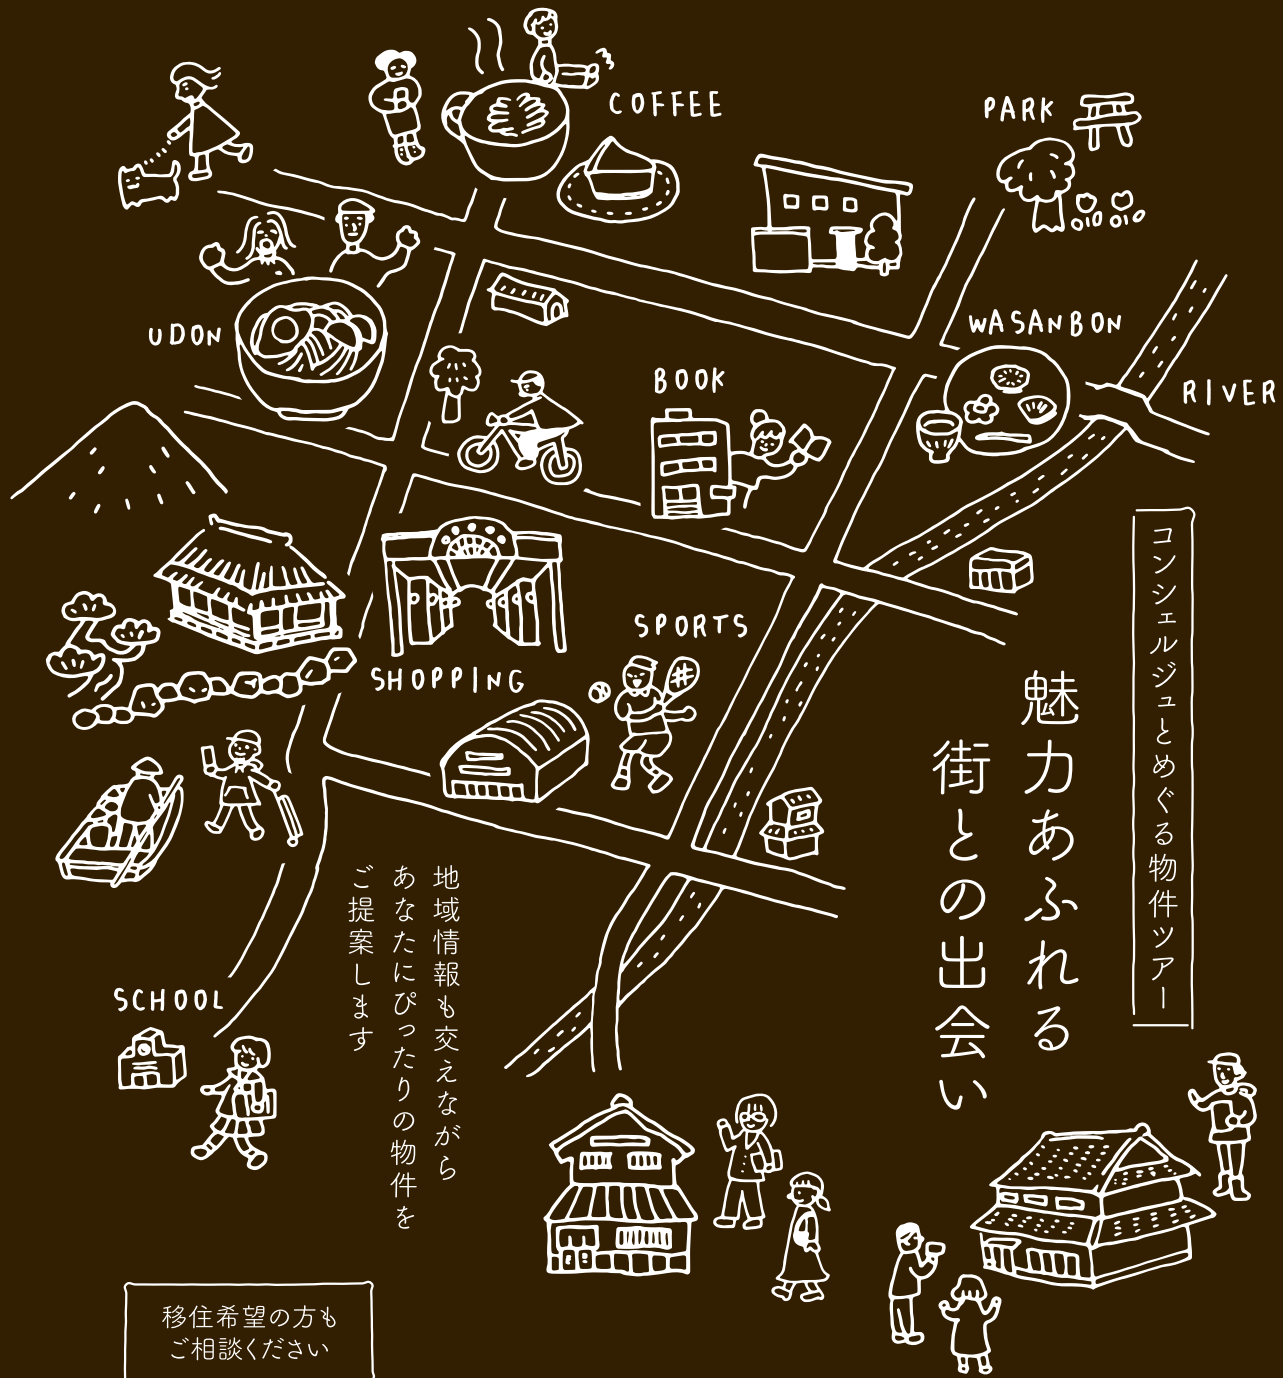 COFFEE
PARK
UDON
WASANBON
RIVER
BOOK
SHOPPING
SPORTS
SCHOOL
コンシェルジュとめぐる物件ツアー
魅力あふれる
街との出会い
地域情報も交えながら
あなたにぴったりの物件を
ご提案します
移住希望の方も
ご相談ください